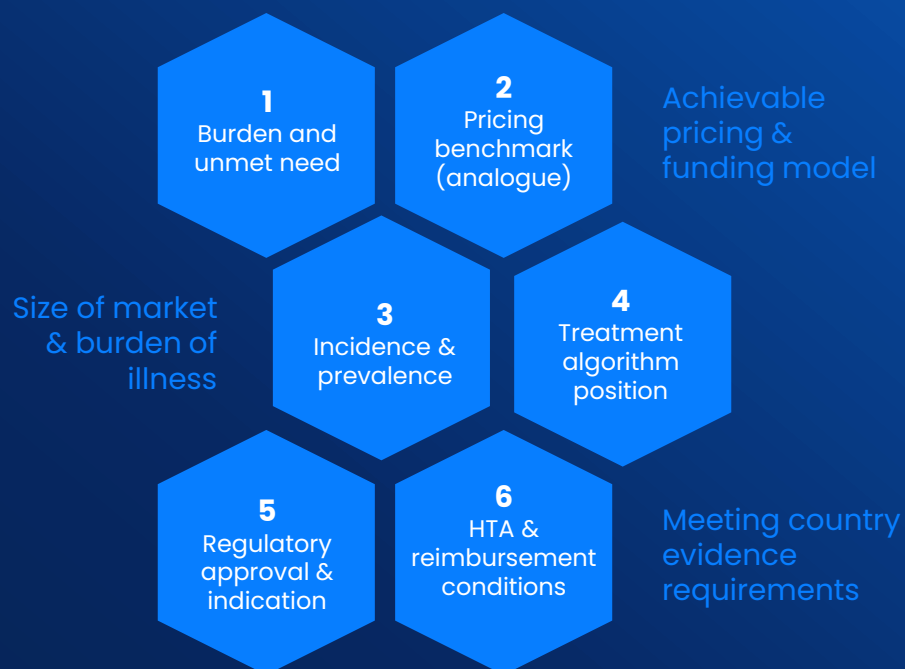 1
Burden and
unmet need
2
Pricing
benchmark
(analogue)
Achievable
pricing &
funding model
Size of market
& burden of
illness
3
Incidence &
prevalence
4
Treatment
algorithm
position
5
Regulatory
approval &
indication
6
HTA &
reimbursement
conditions
Meeting country
evidence
requirements